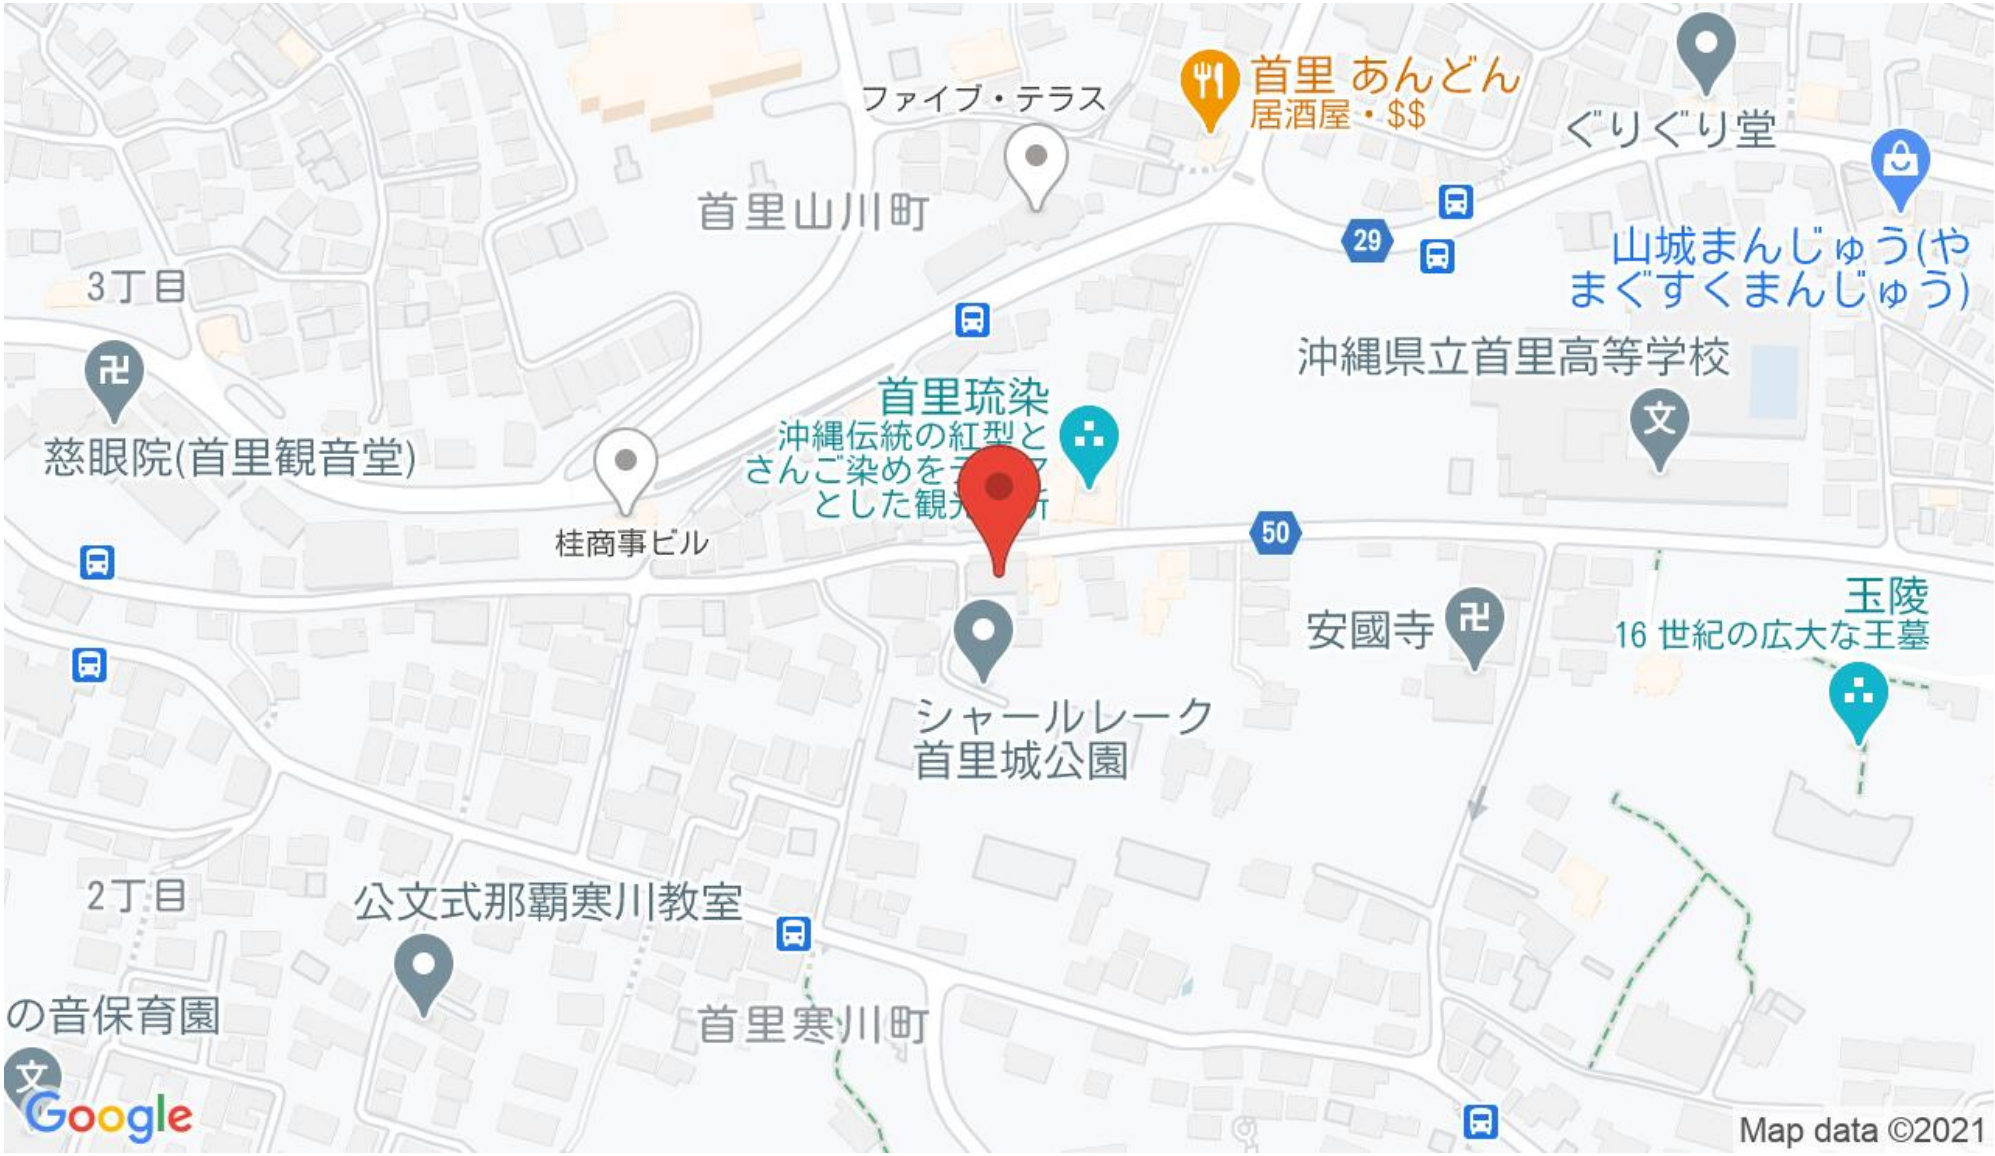 首里 あんどん
居酒屋・$$
ファイブ・テラス
ぐりぐり堂
首里山川町
29
山城まんじゅう(や
まぐすくまんじゅう)
3丁目
沖縄県立首里高等学校
文
首里琉染
沖縄伝統の紅型と
さんご染めを
とした観光
所
卍
慈眼院(首里観音堂)
桂商事ビル
50
玉陵
16 世紀の広大な王墓
安國寺
卍
シャールレーク
首里城公園
2丁目
公文式那覇寒川教室
の音保育園
首里寒川町
文
Google
Map data ©2021